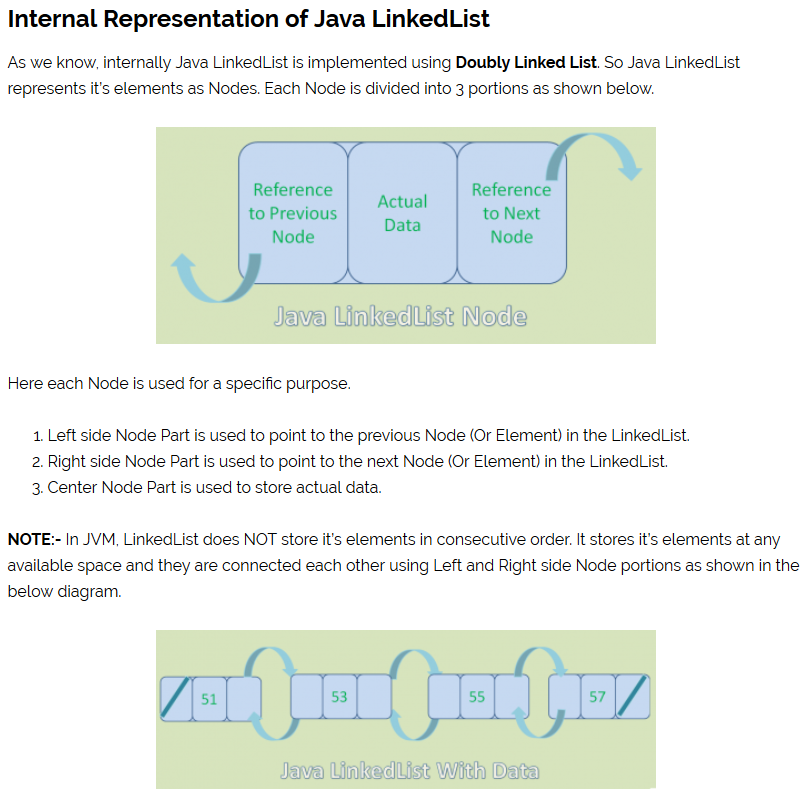 Internal Representation of Java LinkedList
As we know, internally Java LinkedList is implemented using Doubly Linked List. So Java LinkedList
represents it's elements as Nodes. Each Node is divided into 3 portions as shown below.
Reference
to Previous
Node
Actual
Data
Reference
to Next
Node
Java LinkedList Node
Here each Node is used for a specific purpose.
1. Left side Node Part is used to point to the previous Node (Or Element) in the LinkedList.
2. Right side Node Part is used to point to the next Node (Or Element) in the LinkedList.
3. Center Node Part is used to store actual data.
NOTE:- In JVM, LinkedList does NOT store it's elements in consecutive order. It stores it's elements at any
available space and they are connected each other using Left and Right side Node portions as shown in the
below diagram.
51
53
55
57
Java LinkedList With Data